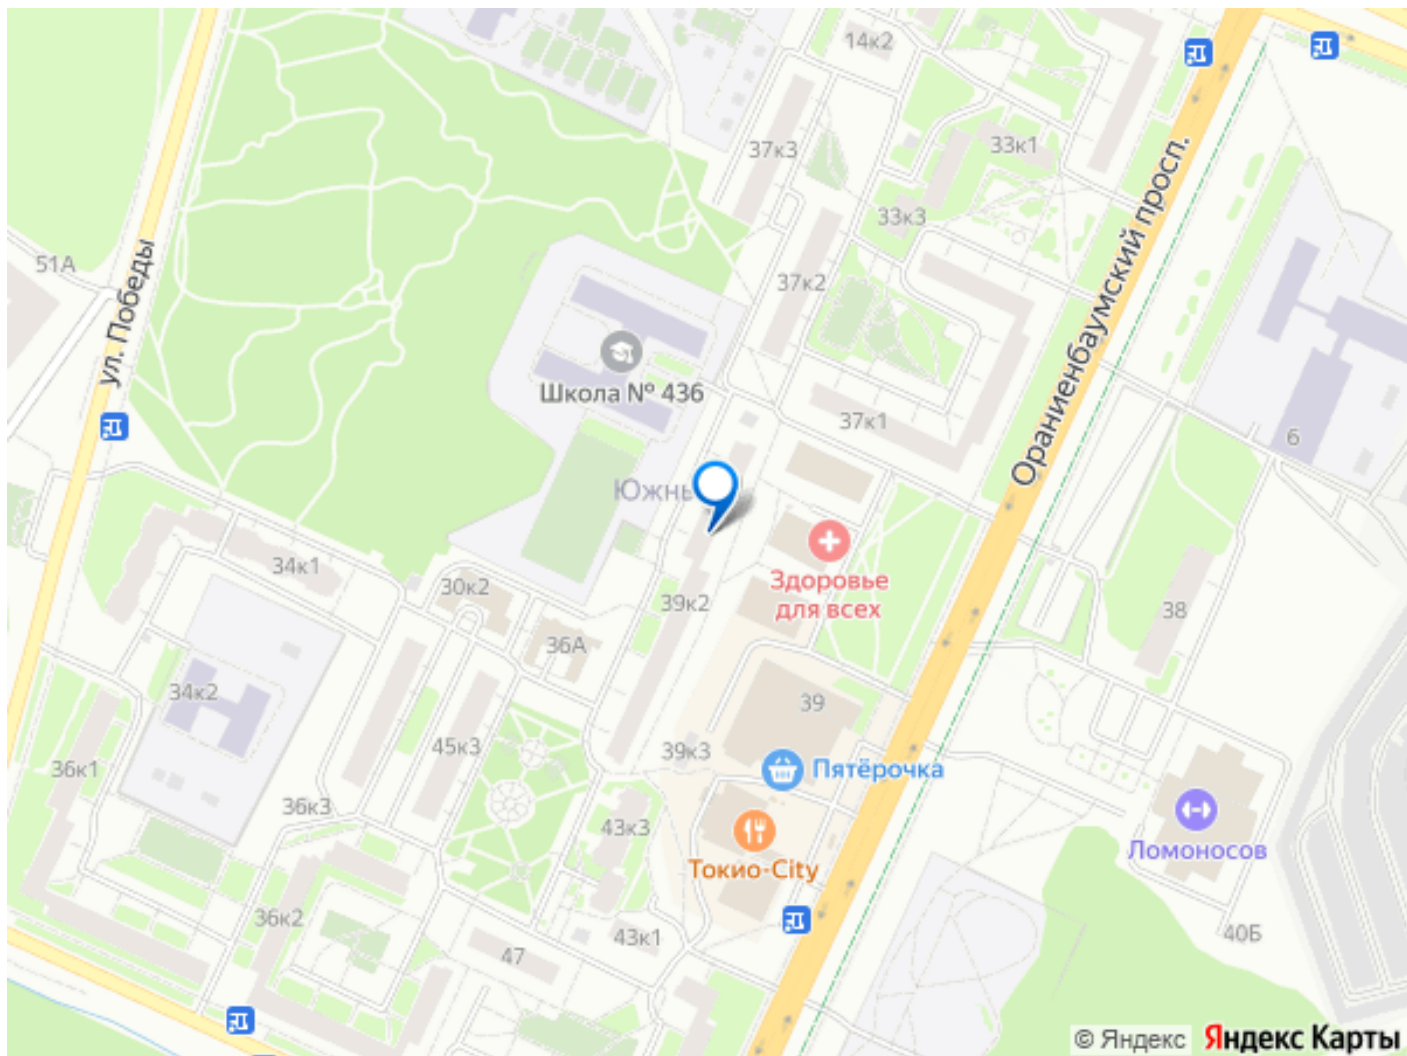 14к2
37к3
33к1
33к3
51А
ул. Победы
37к2
Ораниенбаумский просп.
Школа № 436
37к1
6
Южны
34к1
30к2
Здоровье
для всех
39к2
38
36А
34к2
39
45к3
39к3
36к1
Пятёрочка
36к3
43к3
Токио-City
Ломоносов
36к2
47
43к1
40Б
© Яндекс Яндекс Карты